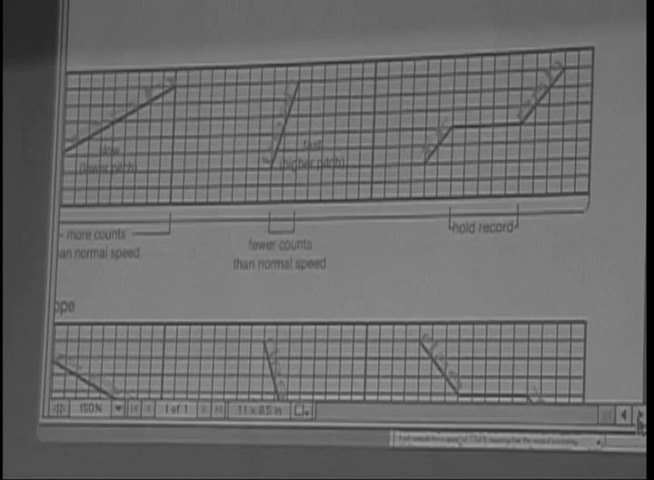 slow
(lower pitch)
fast
(higher pitch)
more counts
an normal speed
fewer counts
than normal speed
hold record
ope
150%
1 of 1
11 x 8.5 in